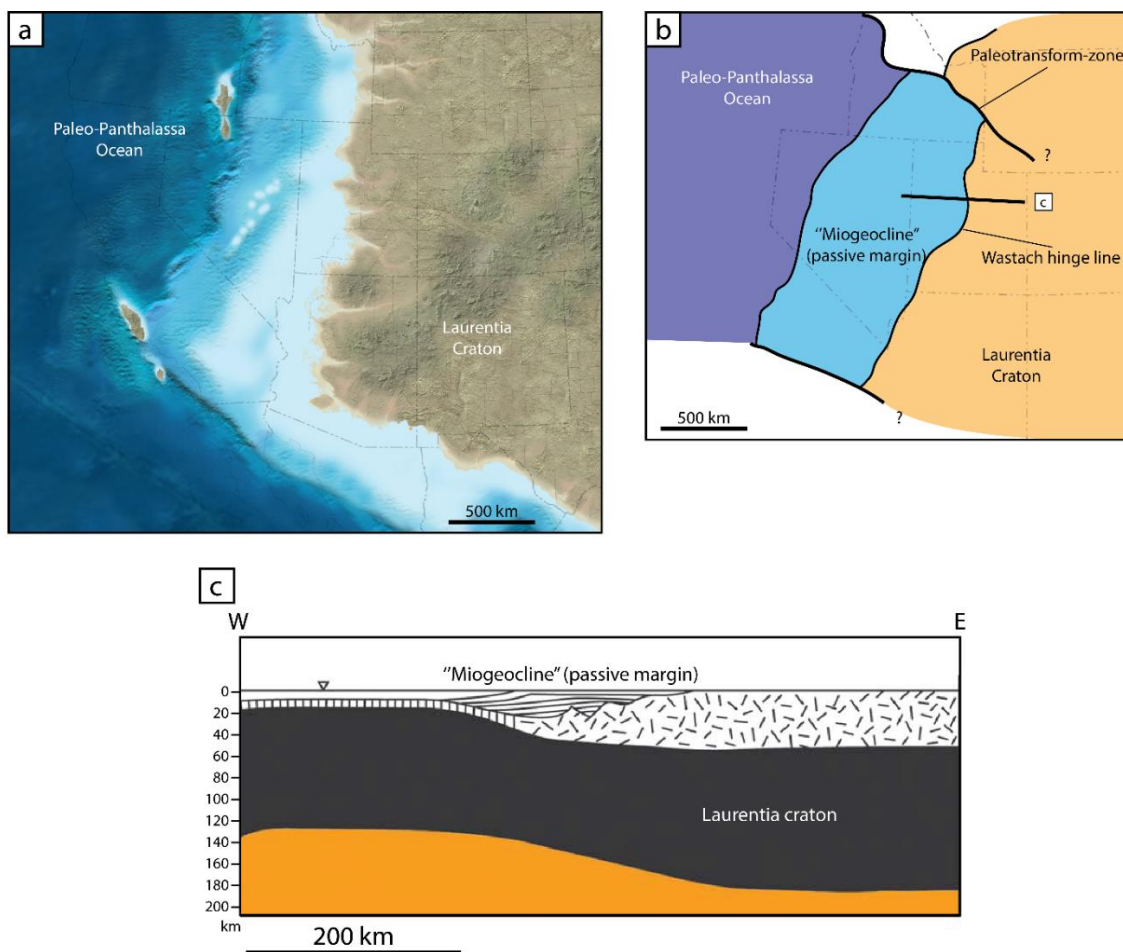 a
Paleo-Panthalassa
Ocean
Laurentia
Craton
500 km
b
Paleo-Panthalassa
Ocean
Paleotransform-zone
?
c
"Miogeocline"
(passive margin)
Wastach hinge line
Laurentia
Craton
500 km
?
c
W
E
"Miogeocline" (passive margin)
0
20
40
60
80
100
120
140
160
180
200
km
Laurentia craton
200 km